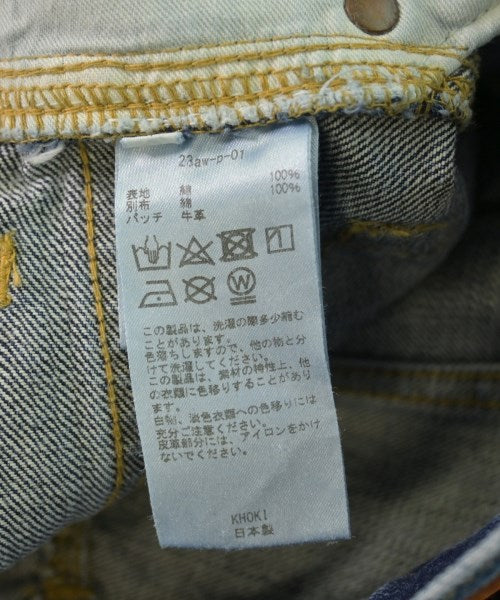 23aw-p-01
表地 綿 100%
別布 綿 100%
パッチ 牛革
W
この製品は、洗濯の際多少縮む
ことがあります。
色落ちしますので、他の物と分
けて洗濯してください。
この製品は、素材の特性上、他
の衣類に色移りすることがあり
ます。
白物、淡色衣類への色移りには
充分ご注意ください。
皮革部分には、アイロンをかけ
ないでください。
KHOKI
日本製